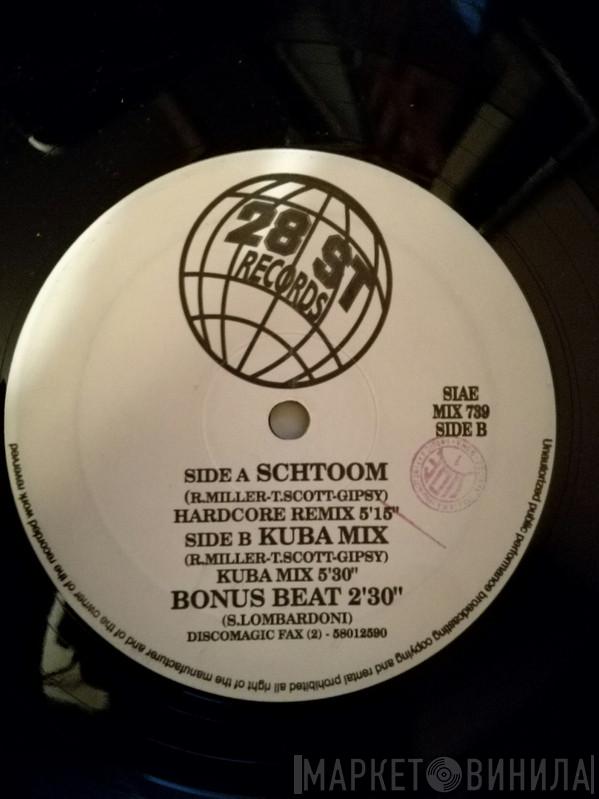 28 ST
RECORDS
SIAE
MIX 739
SIDE B
SIDE A SCHTOOM
(R.MILLER-T.SCOTT-GIPSY)
HARDCORE REMIX 5'15"
SIDE B KUBA MIX
(R.MILLER-T.SCOTT-GIPSY)
KUBA MIX 5'30"
BONUS BEAT 2'30"
(S.LOMBARDONI)
DISCOMAGIC FAX (2) - 58012590
Unauthorized public performance broadcasting copying and rental prohibited all right of the manufacturer and of the owner of the recorded work reserved
МАРКЕТ ВИНИЛА